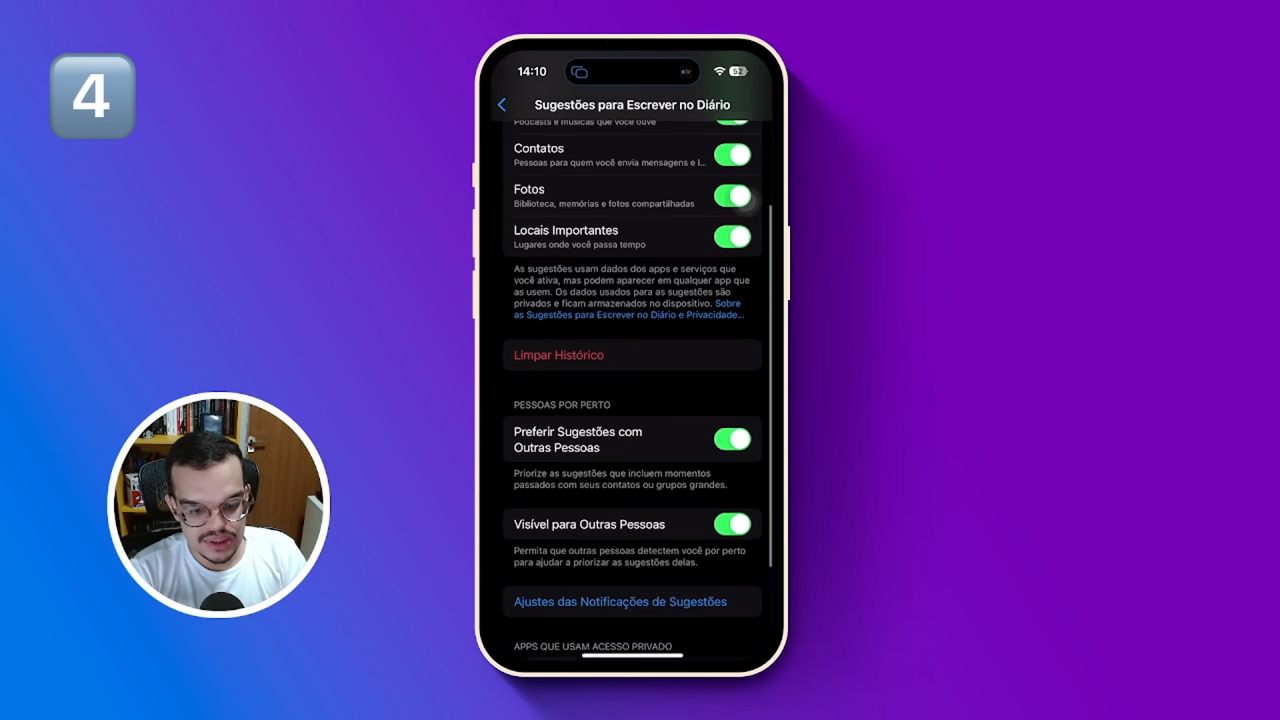 4
14:10
52
Sugestões para Escrever no Diário
Podcasts e músicas que você ouve
Contatos
Pessoas para quem você envia mensagens e l...
Fotos
Biblioteca, memórias e fotos compartilhadas
Locais Importantes
Lugares onde você passa tempo
As sugestões usam dados dos apps e serviços que
você ativa, mas podem aparecer em qualquer app que
as usem. Os dados usados para as sugestões são
privados e ficam armazenados no dispositivo. Sobre
as Sugestões para Escrever no Diário e Privacidade...
Limpar Histórico
PESSOAS POR PERTO
Preferir Sugestões com
Outras Pessoas
Priorize as sugestões que incluem momentos
passados com seus contatos ou grupos grandes.
Visível para Outras Pessoas
Permita que outras pessoas detectem você por perto
para ajudar a priorizar as sugestões delas.
Ajustes das Notificações de Sugestões
APPS QUE USAM ACESSO PRIVADO